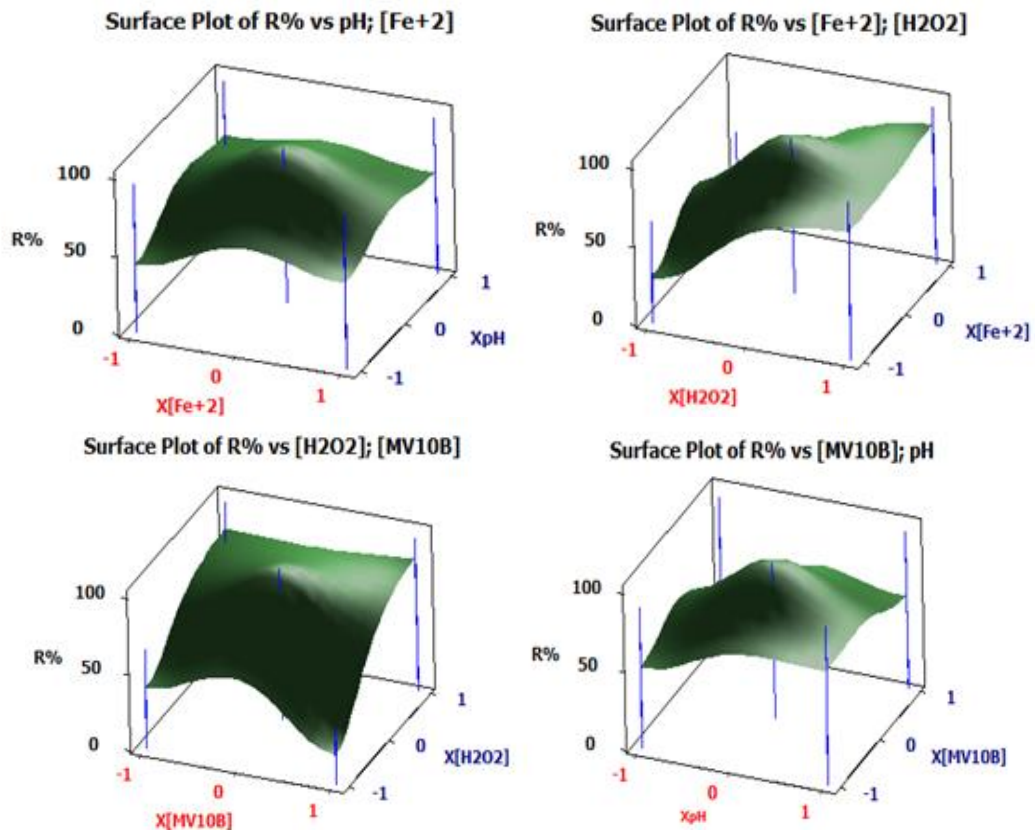 Surface Plot of R% vs pH; [Fe+2]
100
50
0
R%
-1
0
1
X[Fe+2]
-1
0
1
XpH
Surface Plot of R% vs [Fe+2]; [H2O2]
100
50
0
R%
-1
0
1
X[H2O2]
-1
0
1
X[Fe+2]
Surface Plot of R% vs [H2O2]; [MV10B]
100
50
0
R%
-1
0
1
X[MV10B]
-1
0
1
X[H2O2]
Surface Plot of R% vs [MV10B]; pH
100
50
0
R%
-1
0
1
XpH
-1
0
1
X[MV10B]